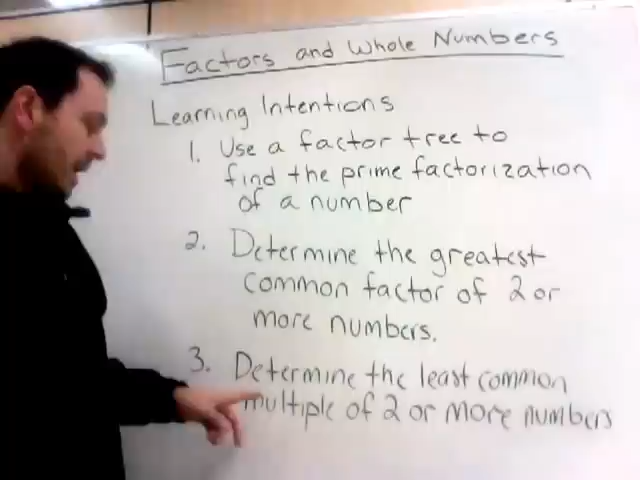 Factors and Whole Numbers
Learning Intentions
1. Use a factor tree to
find the prime factorization
of a number
2. Determine the greatest
common factor of 2 or
more numbers.
3. Determine the least common
multiple of 2 or more numbers